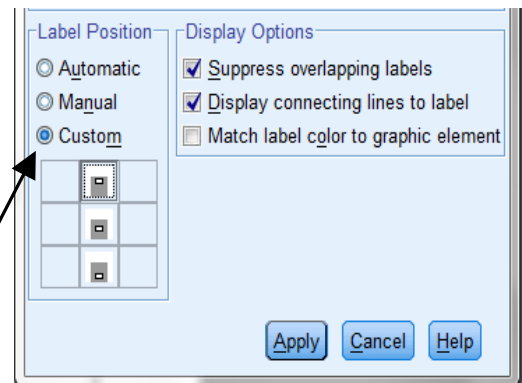 Label Position
Automatic
Manual
Custom
Display Options
Suppress overlapping labels
Display connecting lines to label
Match label color to graphic element
Apply Cancel Help